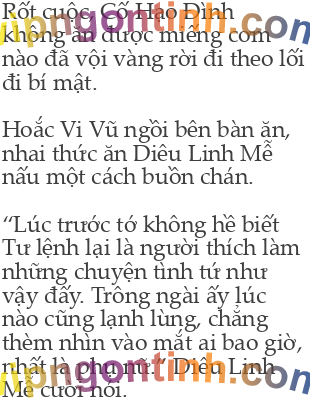 Rốt cuộc, Cố Hạo Đình
không ăn được miếng cơm
nào đã vội vàng rời đi theo lối
đi bí mật.
Hoắc Vi Vũ ngồi bên bàn ăn,
nhai thức ăn Diêu Linh Mễ
nấu một cách buồn chán.
“Lúc trước tớ không hề biết
Tư lệnh lại là người thích làm
những chuyện tình tứ như
vậy đấy. Trông ngài ấy lúc
nào cũng lạnh lùng, chẳng
thèm nhìn vào mắt ai bao giờ,
nhất là phụ nữ.” Diêu Linh
Mễ cười nói.
vipngontinh.com
vipngontinh.com